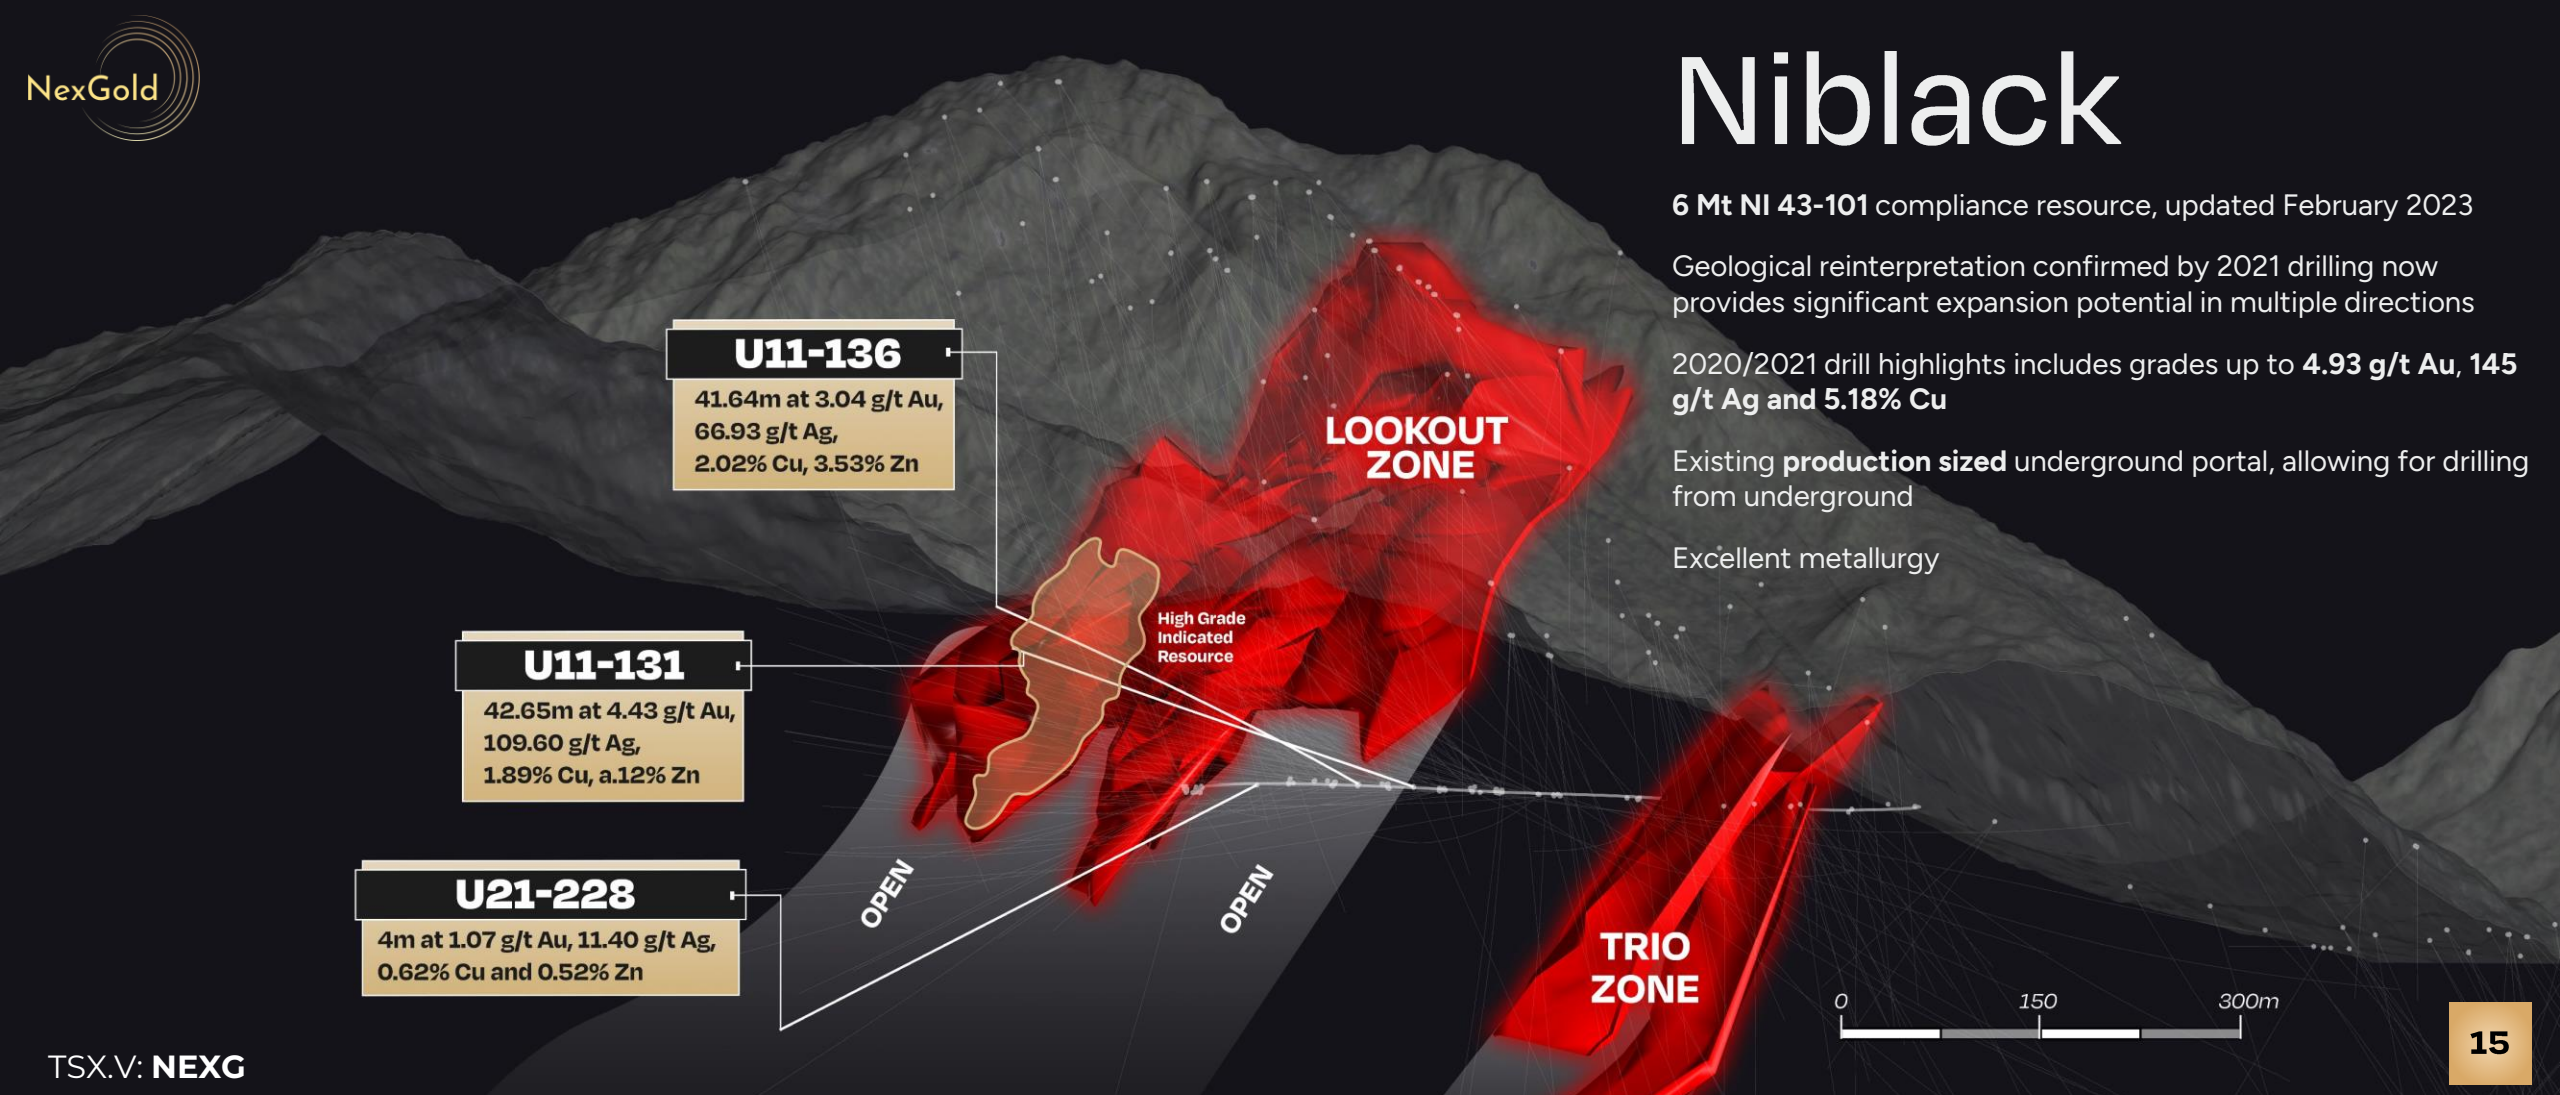 NexGold
Niblack
6 Mt NI 43-101 compliance resource, updated February 2023
Geological reinterpretation confirmed by 2021 drilling now
provides significant expansion potential in multiple directions
2020/2021 drill highlights includes grades up to 4.93 g/t Au, 145
g/t Ag and 5.18% Cu
Existing production sized underground portal, allowing for drilling
from underground
Excellent metallurgy
U11-136
41.64m at 3.04 g/t Au,
66.93 g/t Ag,
2.02% Cu, 3.53% Zn
LOOKOUT
ZONE
High Grade
Indicated
Resource
U11-131
42.65m at 4.43 g/t Au,
109.60 g/t Ag,
1.89% Cu, a.12% Zn
U21-228
4m at 1.07 g/t Au, 11.40 g/t Ag,
0.62% Cu and 0.52% Zn
OPEN
OPEN
TRIO
ZONE
0 150 300m
TSX.V: NEXG
15